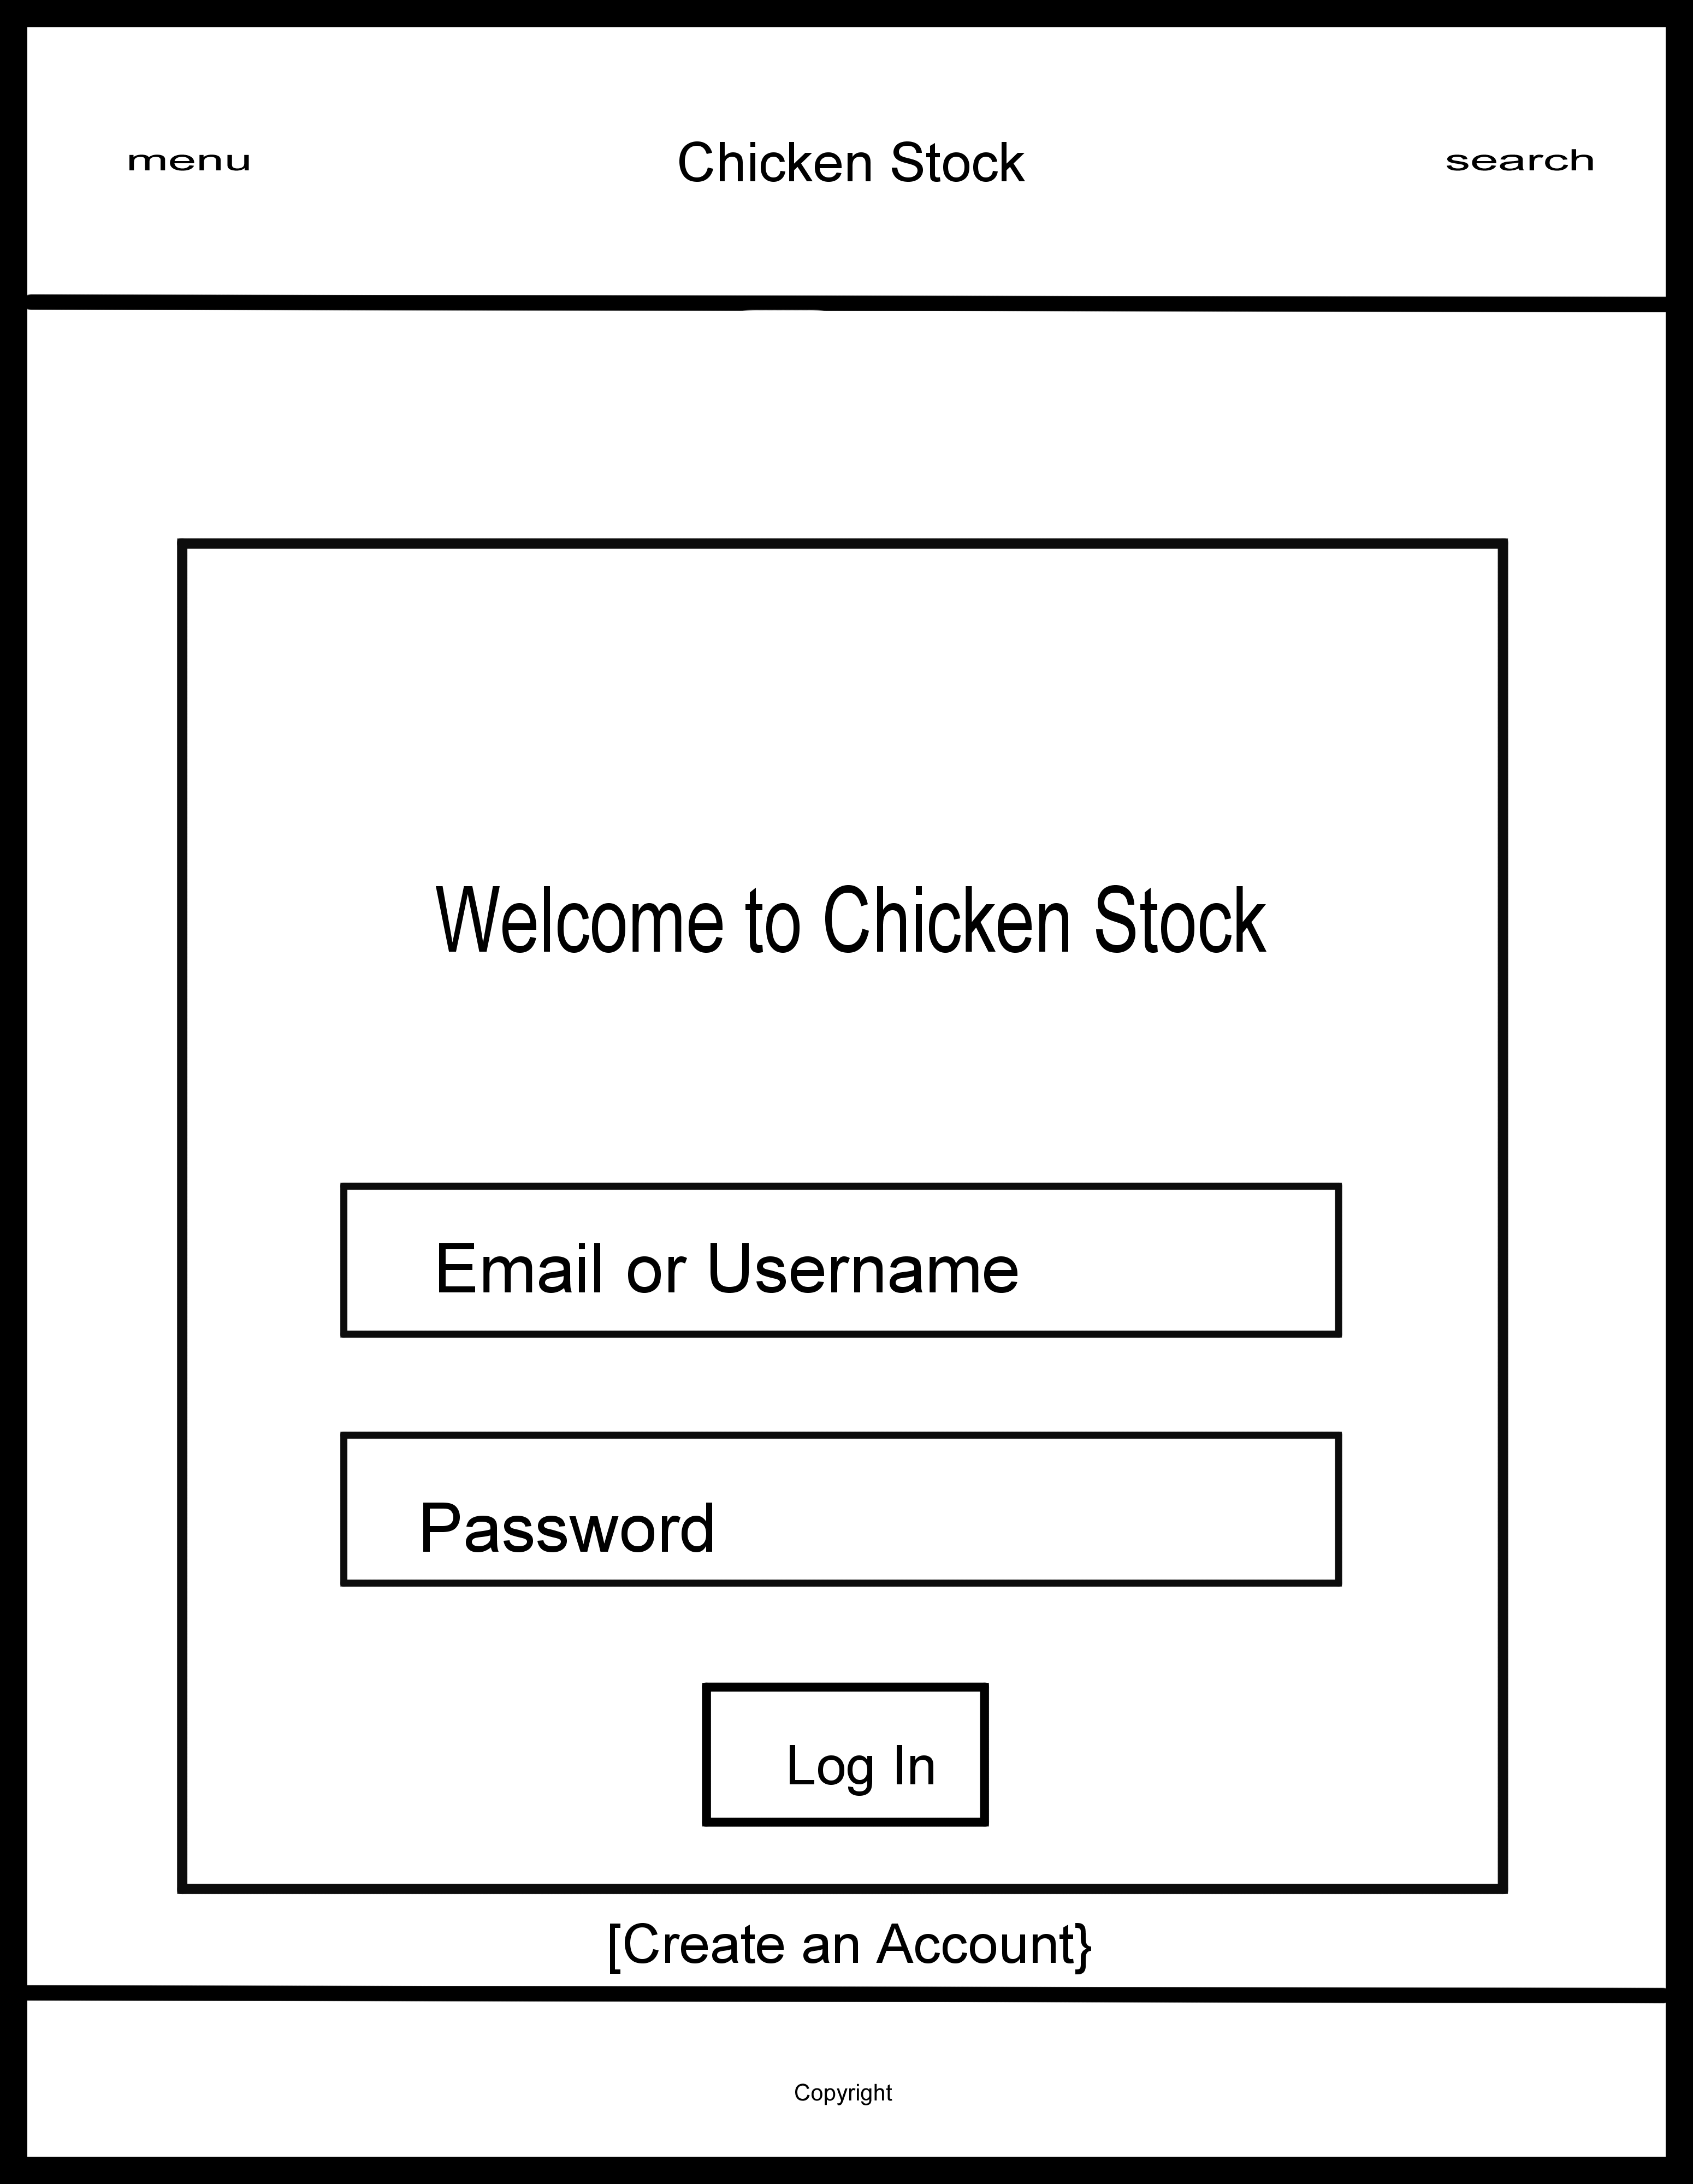 menu Chicken Stock search
Welcome to Chicken Stock
Email or Username
Password
Log In
[Create an Account}
Copyright